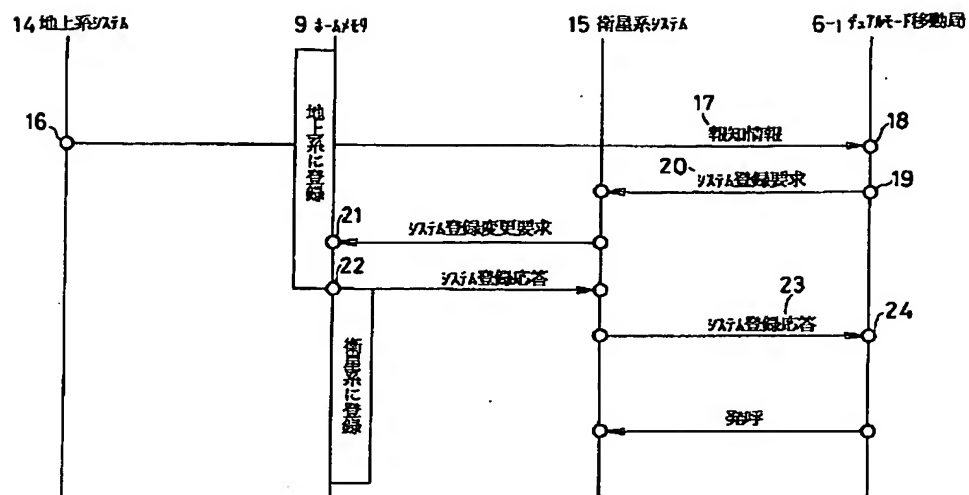 14 地上系システム
9 ホームメモリ
15 衛星系システム
6-1 デュアルモード移動局
地上系に登録
16
17
報知情報
18
20
システム登録要求
19
21
システム登録変更要求
22
システム登録応答
23
システム登録応答
24
衛星系に登録
発呼